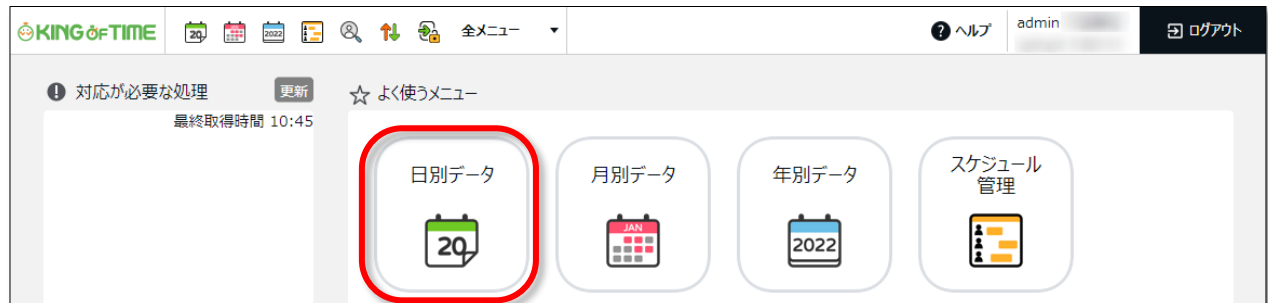 KING OF TIME
20
2022
全メニュー
ヘルプ
admin
ログアウト
対応が必要な処理
更新
最終取得時間 10:45
よく使うメニュー
日別データ
20
月別データ
JAN
年別データ
2022
スケジュール
管理